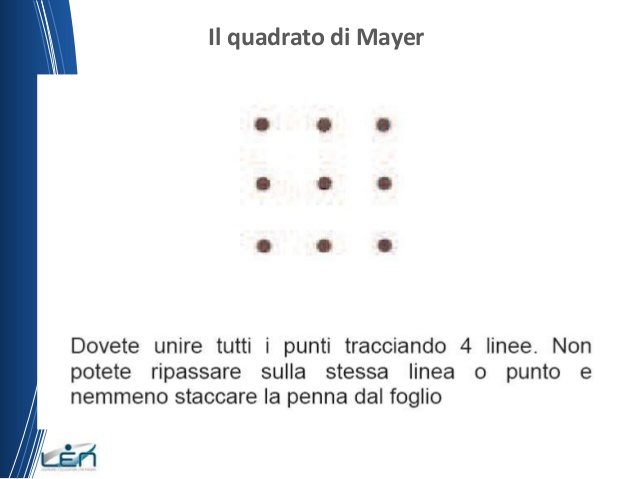 Il quadrato di Mayer
Dovete unire tutti i punti tracciando 4 linee. Non
potete ripassare sulla stessa linea o punto e
nemmeno staccare la penna dal foglio
LEN